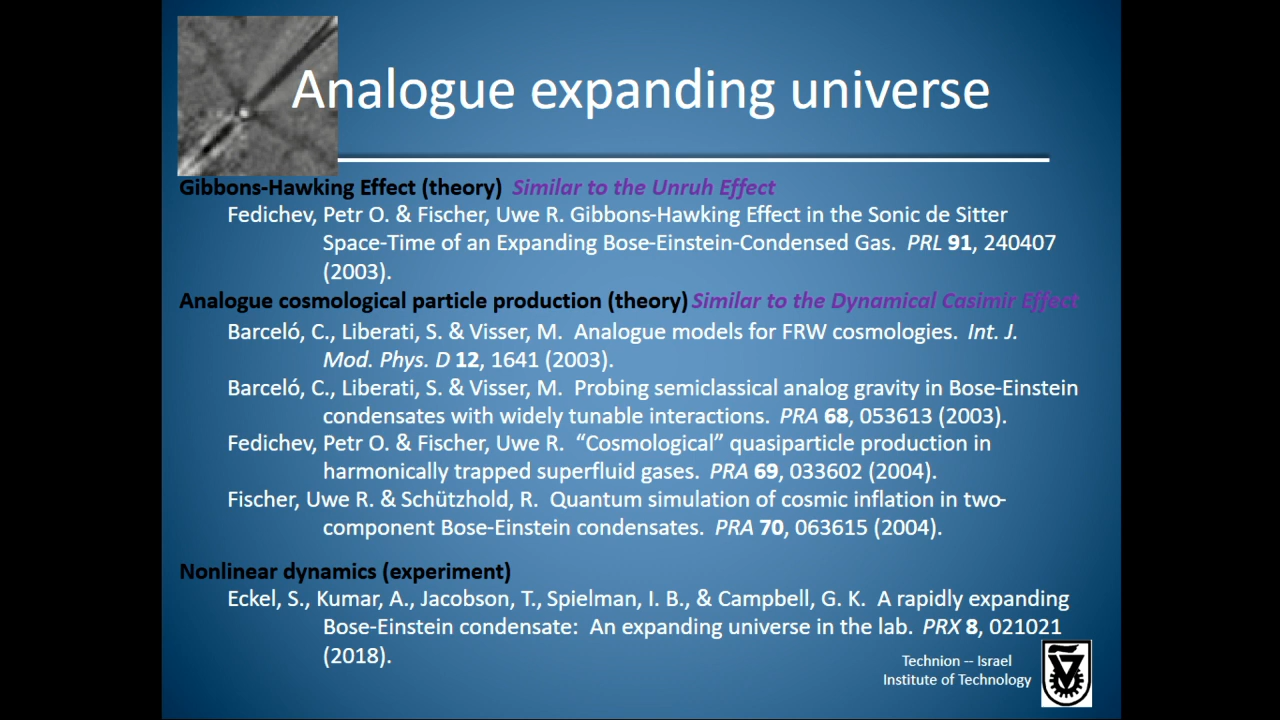 Analogue expanding universe
Gibbons-Hawking Effect (theory) Similar to the Unruh Effect
Fedichev, Petr O. & Fischer, Uwe R. Gibbons-Hawking Effect in the Sonic de Sitter
Space-Time of an Expanding Bose-Einstein-Condensed Gas. PRL 91, 240407
(2003).
Analogue cosmological particle production (theory) Similar to the Dynamical Casimir Effect
Barceló, C., Liberati, S. & Visser, M. Analogue models for FRW cosmologies. Int. J.
Mod. Phys. D 12, 1641 (2003).
Barceló, C., Liberati, S. & Visser, M. Probing semiclassical analog gravity in Bose-Einstein
condensates with widely tunable interactions. PRA 68, 053613 (2003).
Fedichev, Petr O. & Fischer, Uwe R. “Cosmological” quasiparticle production in
harmonically trapped superfluid gases. PRA 69, 033602 (2004).
Fischer, Uwe R. & Schützhold, R. Quantum simulation of cosmic inflation in two-
component Bose-Einstein condensates. PRA 70, 063615 (2004).
Nonlinear dynamics (experiment)
Eckel, S., Kumar, A., Jacobson, T., Spielman, I. B., & Campbell, G. K. A rapidly expanding
Bose-Einstein condensate: An expanding universe in the lab. PRX 8, 021021
(2018).
Technion -- Israel
Institute of Technology